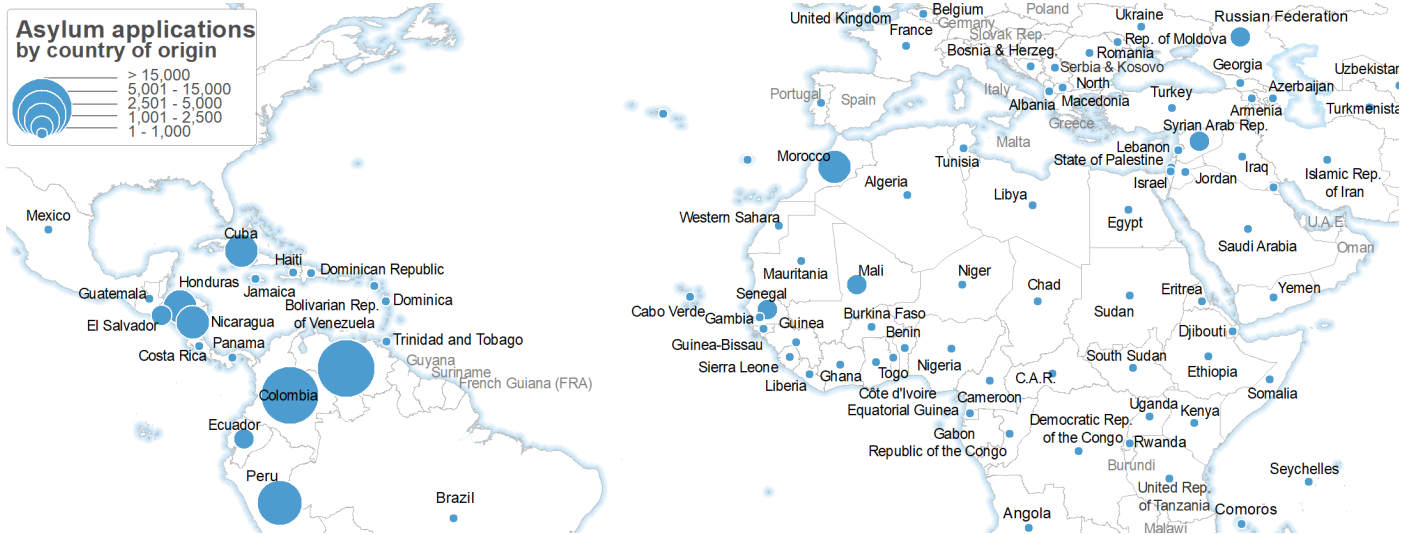 Asylum applications
by country of origin
> 15,000
5,001 - 15,000
2,501 - 5,000
1,001 - 2,500
1 - 1,000
Mexico
Cuba
Haiti
Dominican Republic
Jamaica
Guatemala
Honduras
Dominica
El Salvador
Nicaragua
Bolivarian Rep.
of Venezuela
Costa Rica
Panama
Trinidad and Tobago
Guyana
Suriname
French Guiana (FRA)
Colombia
Ecuador
Peru
Brazil
United Kingdom
Belgium
Germany
Poland
Ukraine
Russian Federation
France
Slovak Rep.
Rep. of Moldova
Bosnia & Herzeg.
Romania
Serbia & Kosovo
Georgia
Uzbekistan
Portugal
Spain
Italy
North
Macedonia
Albania
Turkey
Azerbaijan
Armenia
Turkmenista
Greece
Malta
Syrian Arab Rep.
Morocco
Tunisia
Lebanon
State of Palestine
Israel
Jordan
Iraq
Islamic Rep.
of Iran
Algeria
Libya
Egypt
Western Sahara
Saudi Arabia
U.A.E.
Oman
Mauritania
Mali
Niger
Chad
Sudan
Eritrea
Yemen
Cabo Verde
Senegal
Gambia
Guinea
Burkina Faso
Benin
Djibouti
Guinea-Bissau
Sierra Leone
Liberia
Ghana
Togo
Nigeria
C.A.R.
South Sudan
Ethiopia
Somalia
Côte d'Ivoire
Cameroon
Equatorial Guinea
Gabon
Republic of the Congo
Democratic Rep.
of the Congo
Uganda
Kenya
Rwanda
Burundi
United Rep.
of Tanzania
Seychelles
Angola
Malawi
Comoros